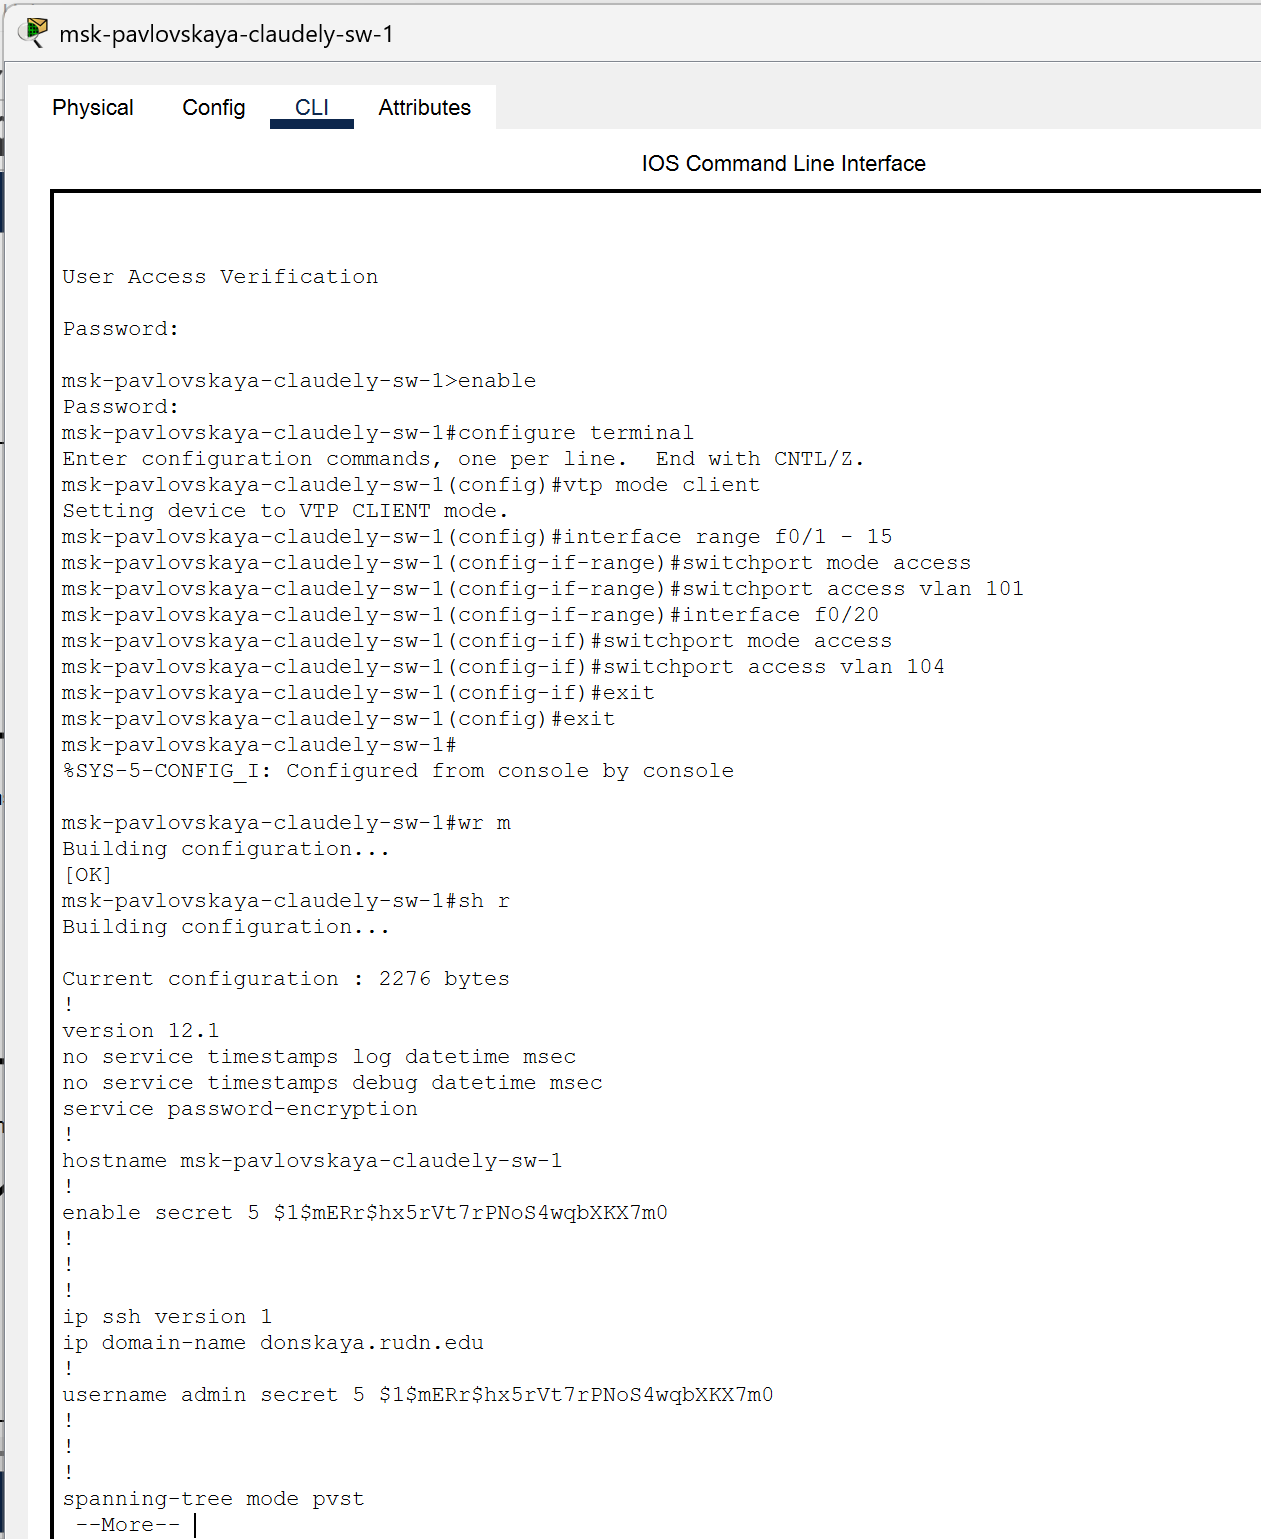 msk-pavlovskaya-claudely-sw-1
Physical Config CLI Attributes
IOS Command Line Interface
User Access Verification
Password:
msk-pavlovskaya-claudely-sw-1>enable
Password:
msk-pavlovskaya-claudely-sw-1#configure terminal
Enter configuration commands, one per line.  End with CNTL/Z.
msk-pavlovskaya-claudely-sw-1(config)#vtp mode client
Setting device to VTP CLIENT mode.
msk-pavlovskaya-claudely-sw-1(config)#interface range f0/1 - 15
msk-pavlovskaya-claudely-sw-1(config-if-range)#switchport mode access
msk-pavlovskaya-claudely-sw-1(config-if-range)#switchport access vlan 101
msk-pavlovskaya-claudely-sw-1(config-if-range)#interface f0/20
msk-pavlovskaya-claudely-sw-1(config-if)#switchport mode access
msk-pavlovskaya-claudely-sw-1(config-if)#switchport access vlan 104
msk-pavlovskaya-claudely-sw-1(config-if)#exit
msk-pavlovskaya-claudely-sw-1(config)#exit
msk-pavlovskaya-claudely-sw-1#
%SYS-5-CONFIG_I: Configured from console by console
msk-pavlovskaya-claudely-sw-1#wr m
Building configuration...
[OK]
msk-pavlovskaya-claudely-sw-1#sh r
Building configuration...
Current configuration : 2276 bytes
!
version 12.1
no service timestamps log datetime msec
no service timestamps debug datetime msec
service password-encryption
!
hostname msk-pavlovskaya-claudely-sw-1
!
enable secret 5 $1$mERr$hx5rVt7rPNoS4wqbXKX7m0
!
!
!
ip ssh version 1
ip domain-name donskaya.rudn.edu
!
username admin secret 5 $1$mERr$hx5rVt7rPNoS4wqbXKX7m0
!
!
!
spanning-tree mode pvst
--More--